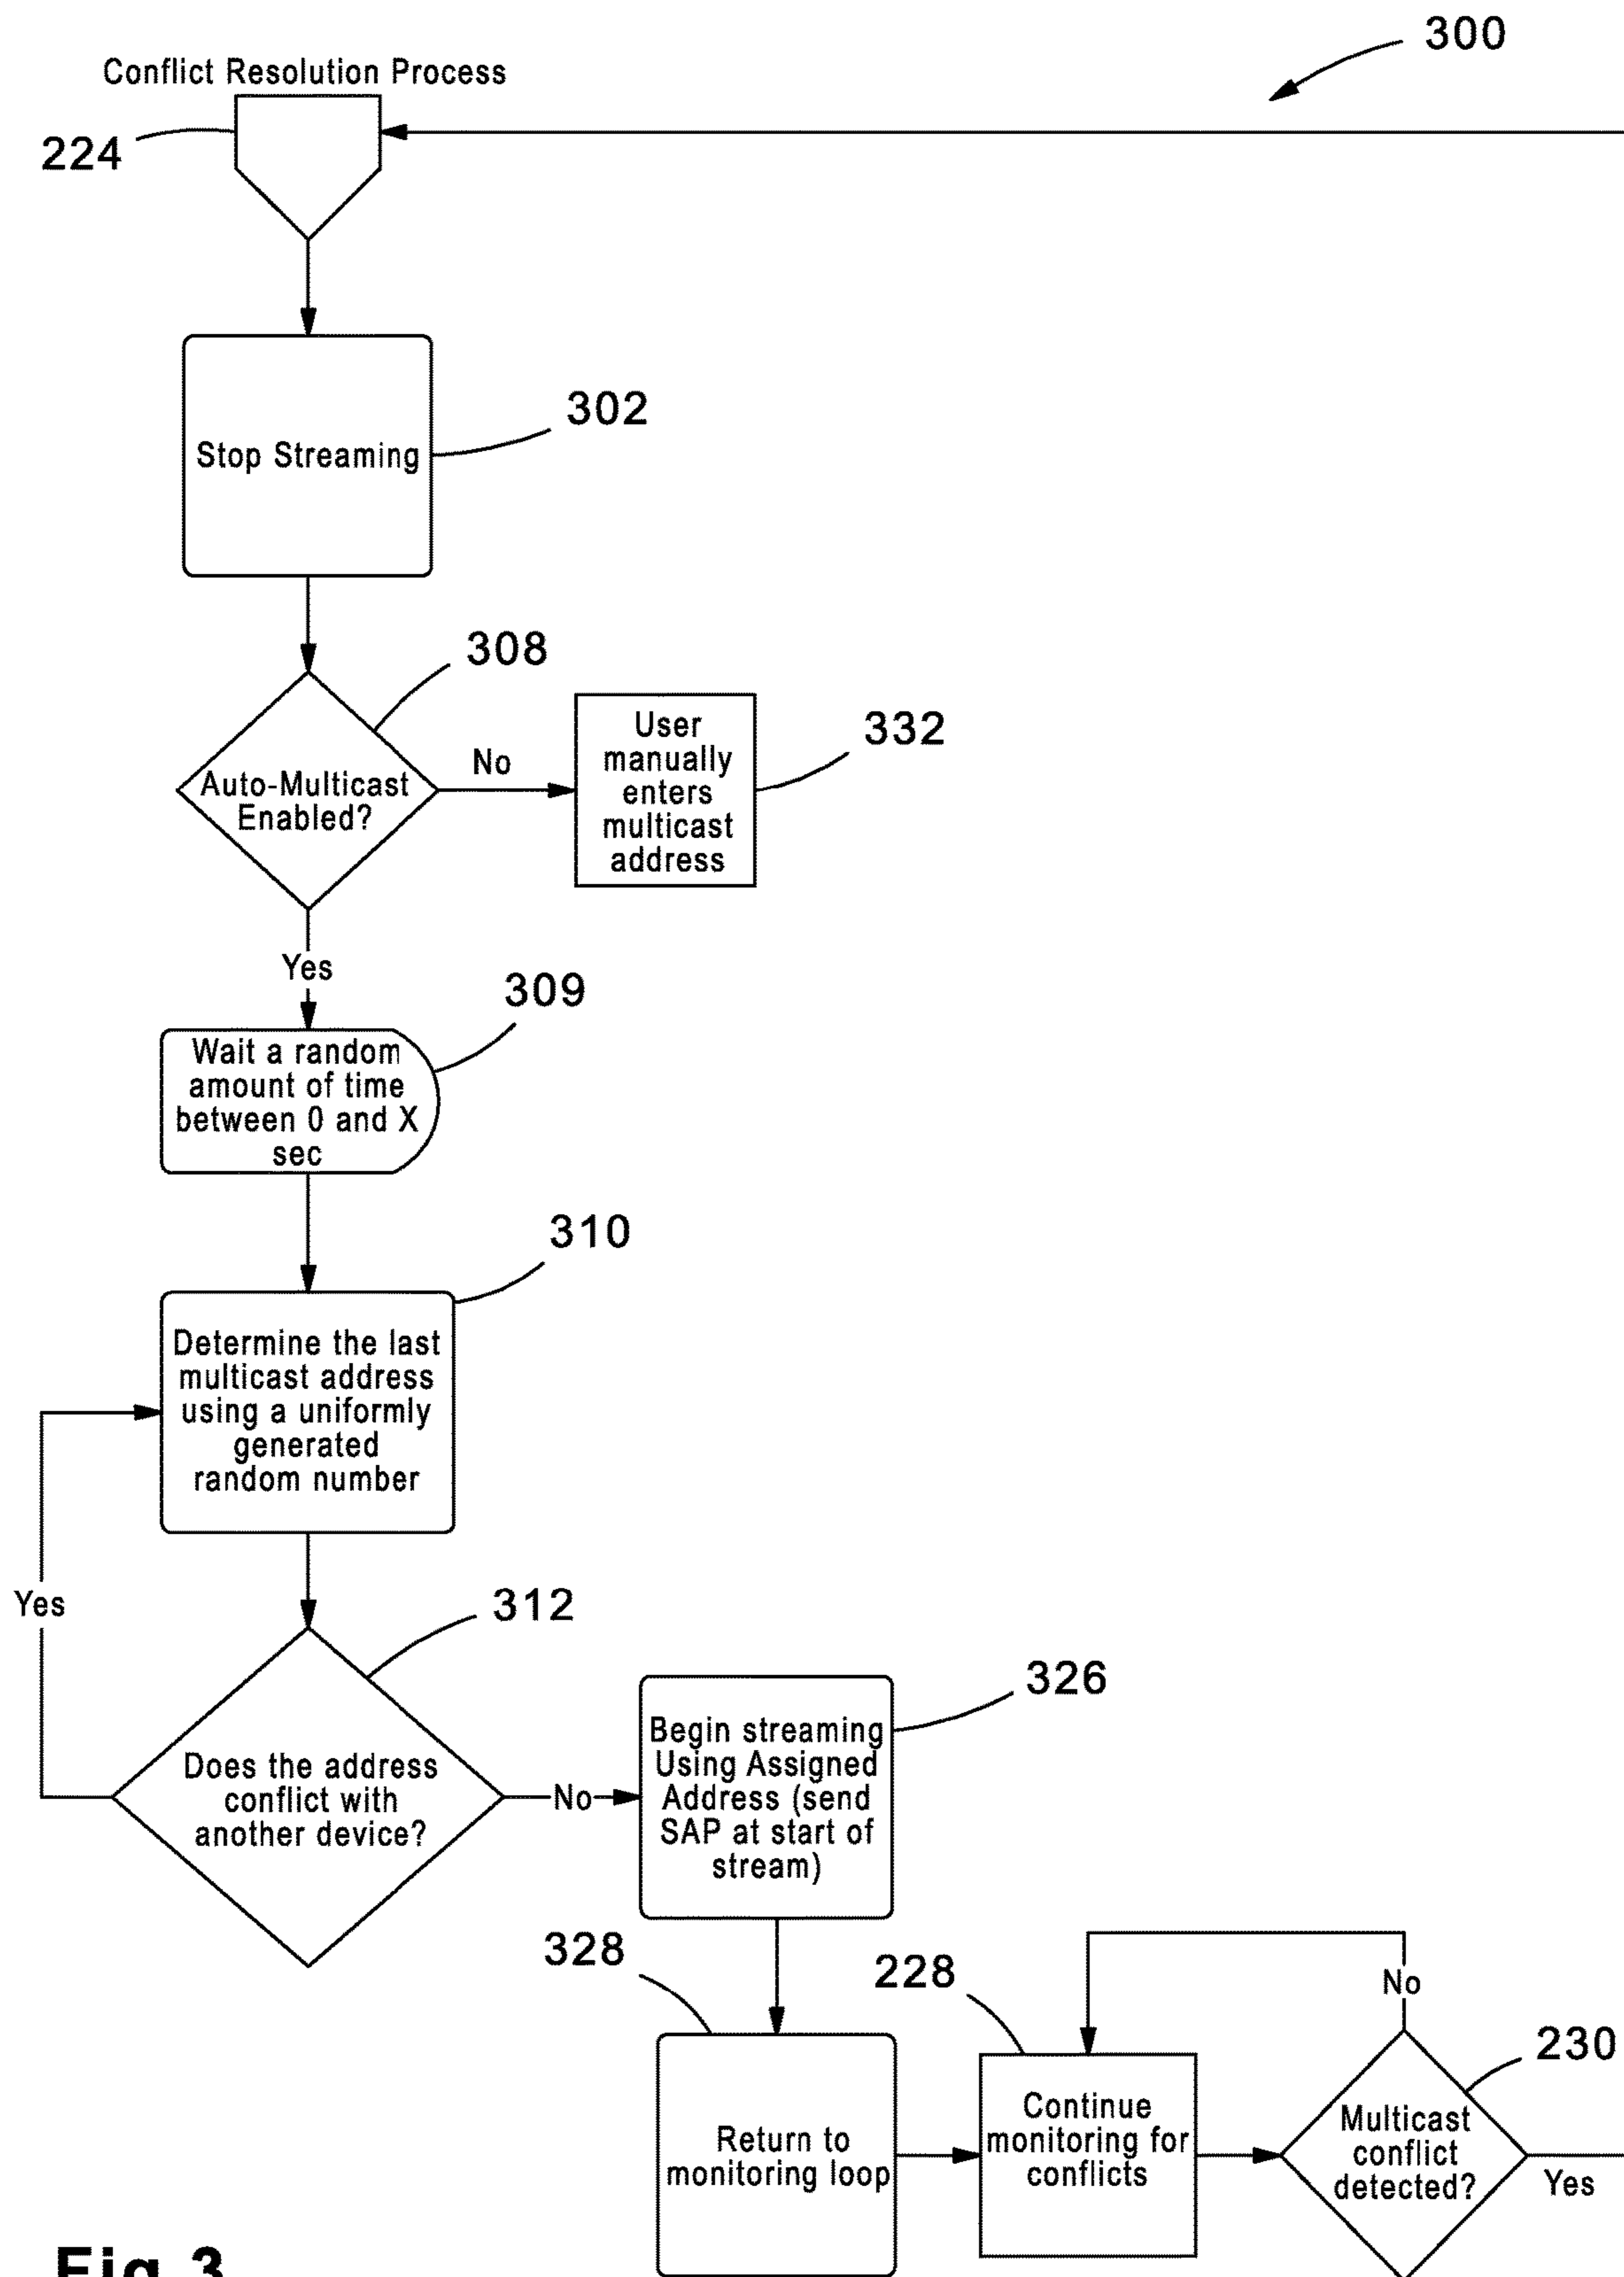 300
Conflict Resolution Process
224
302
Stop Streaming
308
Auto-Multicast
Enabled?
No
User
manually
enters
multicast
address
332
Yes
309
Wait a random
amount of time
between 0 and X
sec
310
Determine the last
multicast address
using a uniformly
generated
random number
Yes
312
Does the address
conflict with
another device?
No
326
Begin streaming
Using Assigned
Address (send
SAP at start of
stream)
328
Return to
monitoring loop
228
Continue
monitoring for
conflicts
No
230
Multicast
conflict
detected?
Yes
Fig 3